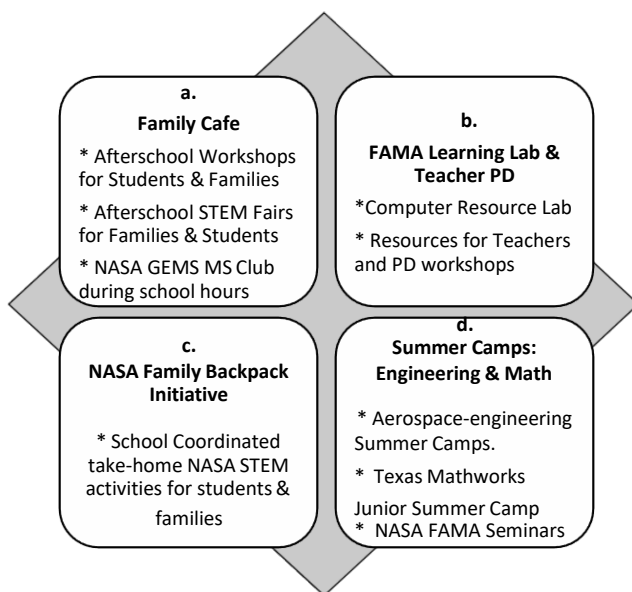 a.
Family Cafe
* Afterschool Workshops
for Students & Families
* Afterschool STEM Fairs
for Families & Students
* NASA GEMS MS Club
during school hours
b.
FAMA Learning Lab &
Teacher PD
*Computer Resource Lab
* Resources for Teachers
and PD workshops
c.
NASA Family Backpack
Initiative
* School Coordinated
take-home NASA STEM
activities for students &
families
d.
Summer Camps:
Engineering & Math
* Aerospace-engineering
Summer Camps.
* Texas Mathworks
Junior Summer Camp
* NASA FAMA Seminars